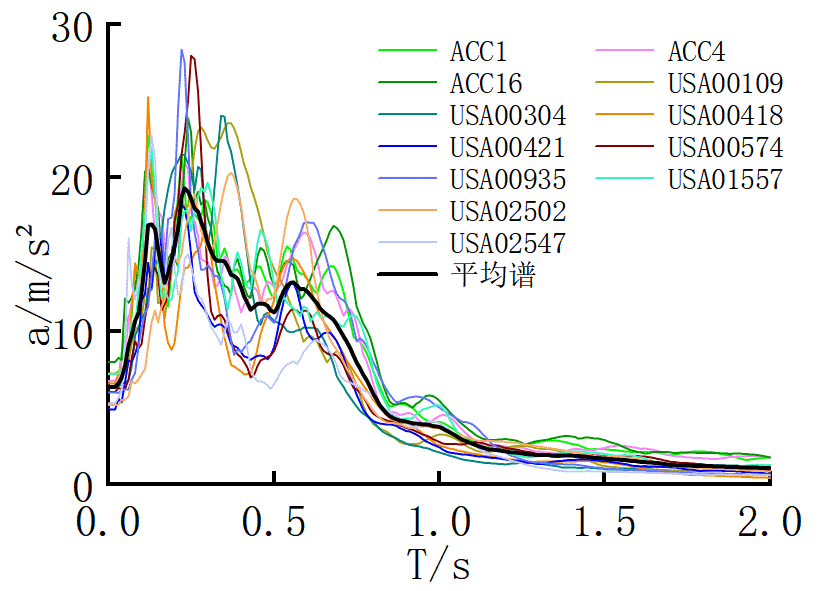 30
20
10
0
a/m/s²
0.0 0.5 1.0 1.5 2.0
T/s
ACC1 ACC4
ACC16 USA00109
USA00304 USA00418
USA00421 USA00574
USA00935 USA01557
USA02502
USA02547
平均谱